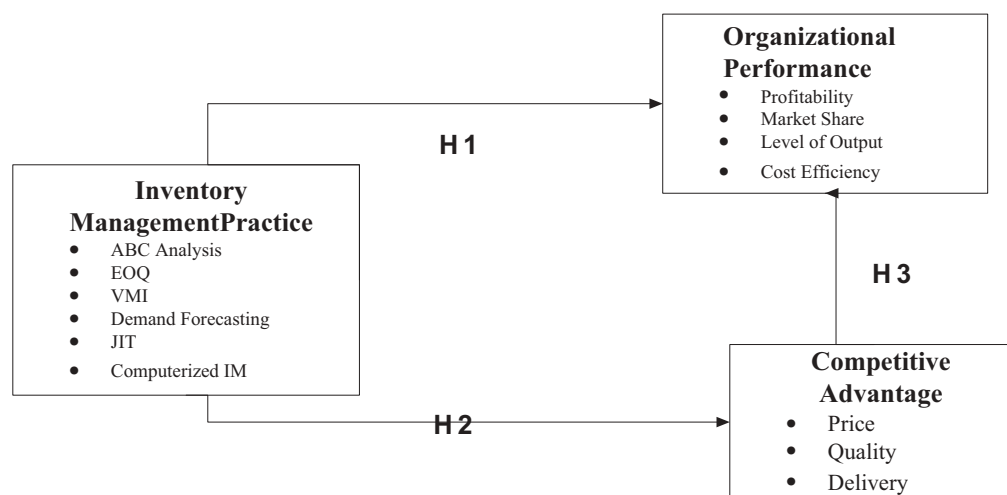 Organizational
Performance
• Profitability
• Market Share
• Level of Output
• Cost Efficiency
H 1
Inventory
ManagementPractice
• ABC Analysis
• EOQ
• VMI
• Demand Forecasting
• JIT
• Computerized IM
H 3
H 2
Competitive
Advantage
• Price
• Quality
• Delivery